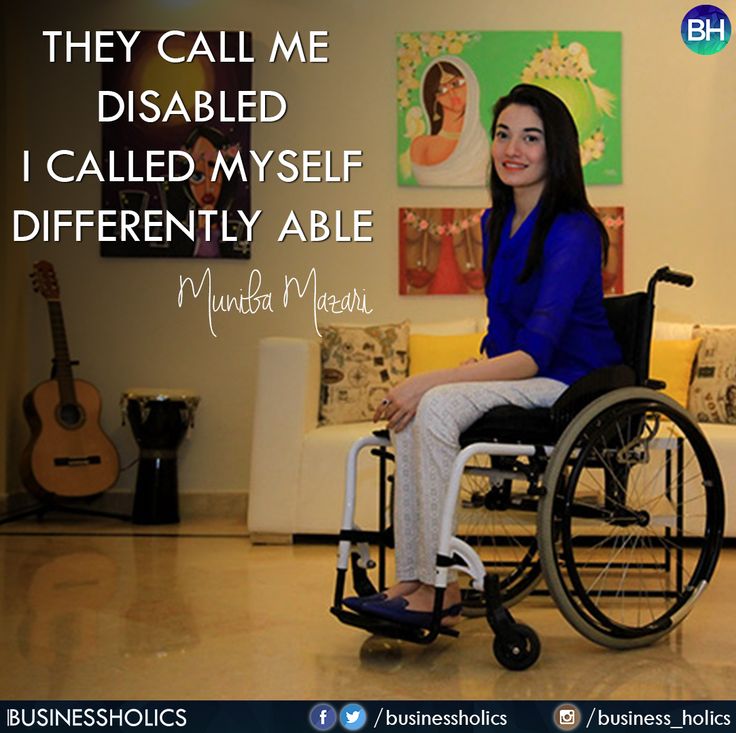 BH
THEY CALL ME
DISABLED
I CALLED MYSELF
DIFFERENTLY ABLE
Muniba Mazari
BUSINESSHOLICS
/businessholics
/business_holics